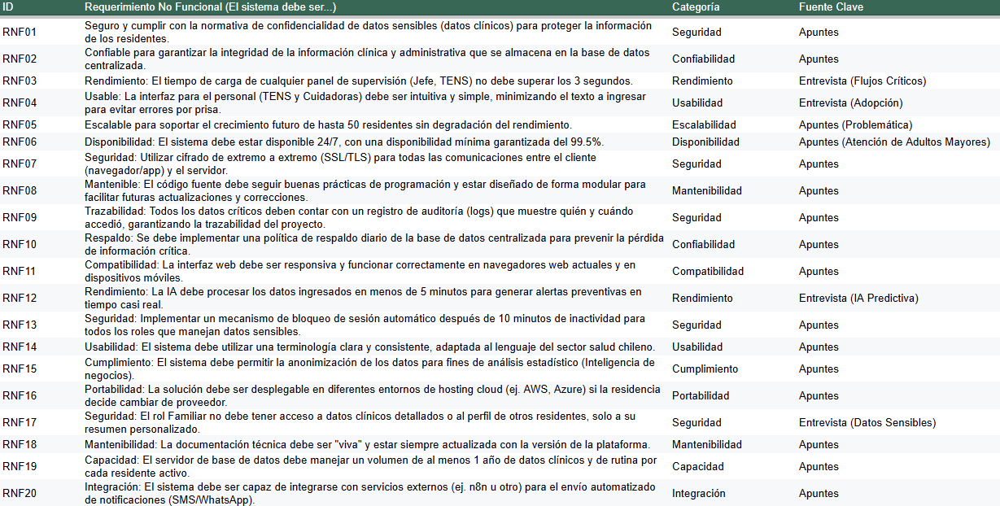 ID Requerimiento No Funcional (El sistema debe ser...) Categoría Fuente Clave
RNF01 Seguro y cumplir con la normativa de confidencialidad de datos sensibles (datos clínicos) para proteger la información
de los residentes. Seguridad Apuntes
RNF02 Confiable para garantizar la integridad de la información clínica y administrativa que se almacena en la base de datos
centralizada. Confiabilidad Apuntes
RNF03 Rendimiento: El tiempo de carga de cualquier panel de supervisión (Jefe, TENS) no debe superar los 3 segundos. Rendimiento Entrevista (Flujos Críticos)
RNF04 Usable: La interfaz para el personal (TENS y Cuidadoras) debe ser intuitiva y simple, minimizando el texto a ingresar
para evitar errores por prisa. Usabilidad Entrevista (Adopción)
RNF05 Escalable para soportar el crecimiento futuro de hasta 50 residentes sin degradación del rendimiento. Escalabilidad Apuntes (Problemática)
RNF06 Disponibilidad: El sistema debe estar disponible 24/7, con una disponibilidad mínima garantizada del 99.5%. Disponibilidad Apuntes (Atención de Adultos Mayores)
RNF07 Seguridad: Utilizar cifrado de extremo a extremo (SSL/TLS) para todas las comunicaciones entre el cliente
(navegador/app) y el servidor. Seguridad Apuntes
RNF08 Mantenible: El código fuente debe seguir buenas prácticas de programación y estar diseñado de forma modular para
facilitar futuras actualizaciones y correcciones. Mantenibilidad Apuntes
RNF09 Trazabilidad: Todos los datos críticos deben contar con un registro de auditoría (logs) que muestre quién y cuándo
accedió, garantizando la trazabilidad del proyecto. Seguridad Apuntes
RNF10 Respaldo: Se debe implementar una política de respaldo diario de la base de datos centralizada para prevenir la pérdida
de información crítica. Confiabilidad Apuntes
RNF11 Compatibilidad: La interfaz web debe ser responsiva y funcionar correctamente en navegadores web actuales y en
dispositivos móviles. Compatibilidad Apuntes
RNF12 Rendimiento: La IA debe procesar los datos ingresados en menos de 5 minutos para generar alertas preventivas en
tiempo casi real. Rendimiento Entrevista (IA Predictiva)
RNF13 Seguridad: Implementar un mecanismo de bloqueo de sesión automático después de 10 minutos de inactividad para
todos los roles que manejan datos sensibles. Seguridad Apuntes
RNF14 Usabilidad: El sistema debe utilizar una terminología clara y consistente, adaptada al lenguaje del sector salud chileno. Usabilidad Apuntes
RNF15 Cumplimiento: El sistema debe permitir la anonimización de los datos para fines de análisis estadístico (Inteligencia de
negocios). Cumplimiento Apuntes
RNF16 Portabilidad: La solución debe ser desplegable en diferentes entornos de hosting cloud (ej. AWS, Azure) si la residencia
decide cambiar de proveedor. Portabilidad Apuntes
RNF17 Seguridad: El rol Familiar no debe tener acceso a datos clínicos detallados o al perfil de otros residentes, solo a su
resumen personalizado. Seguridad Entrevista (Datos Sensibles)
RNF18 Mantenibilidad: La documentación técnica debe ser "viva" y estar siempre actualizada con la versión de la plataforma. Mantenibilidad Apuntes
RNF19 Capacidad: El servidor de base de datos debe manejar un volumen de al menos 1 año de datos clínicos y de rutina por
cada residente activo. Capacidad Apuntes
RNF20 Integración: El sistema debe ser capaz de integrarse con servicios externos (ej. n8n u otro) para el envío automatizado
de notificaciones (SMS/WhatsApp). Integración Apuntes